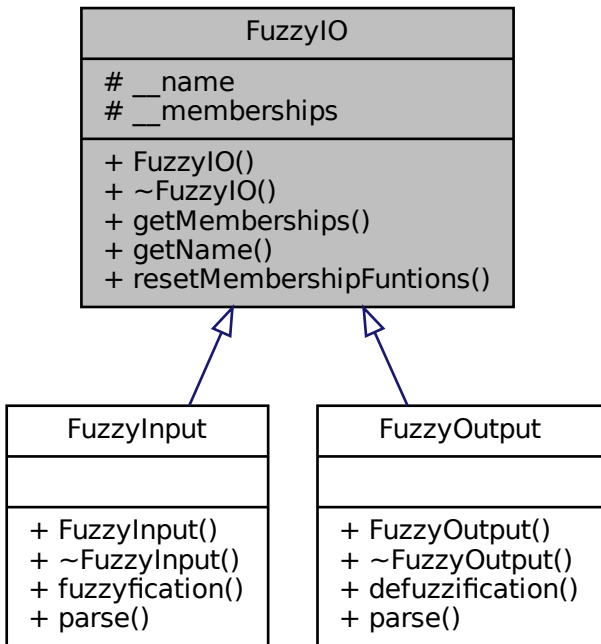 FuzzyIO
# __name
# __memberships
+ FuzzyIO()
+ ~FuzzyIO()
+ getMemberships()
+ getName()
+ resetMembershipFuntions()
FuzzyInput
+ FuzzyInput()
+ ~FuzzyInput()
+ fuzzyfication()
+ parse()
FuzzyOutput
+ FuzzyOutput()
+ ~FuzzyOutput()
+ defuzzification()
+ parse()